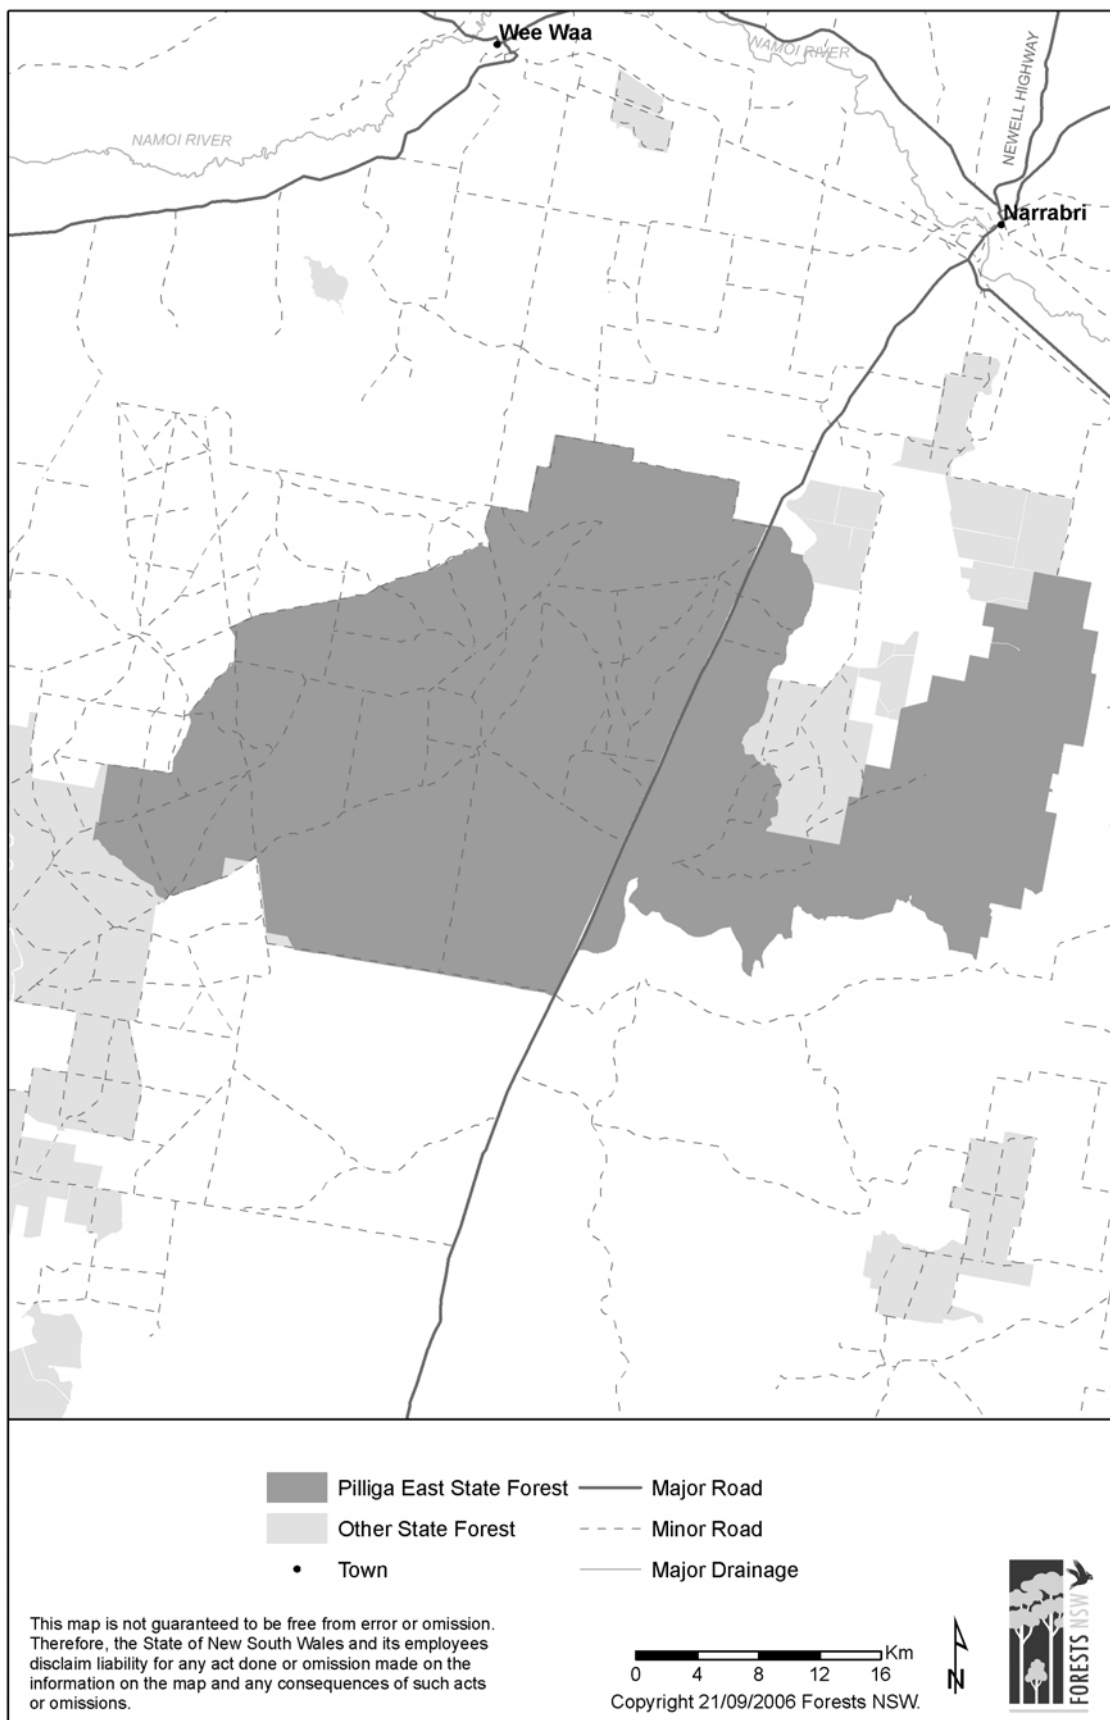 Wee Waa
NAMOI RIVER
NEWELL HIGHWAY
NAMOI RIVER
Narrabri
Pilliga East State Forest
Major Road
Other State Forest
Minor Road
Town
Major Drainage
This map is not guaranteed to be free from error or omission.
Therefore, the State of New South Wales and its employees
disclaim liability for any act done or omission made on the
information on the map and any consequences of such acts
or omissions.
Km
0 4 8 12 16
Copyright 21/09/2006 Forests NSW.
N
FORESTS NSW